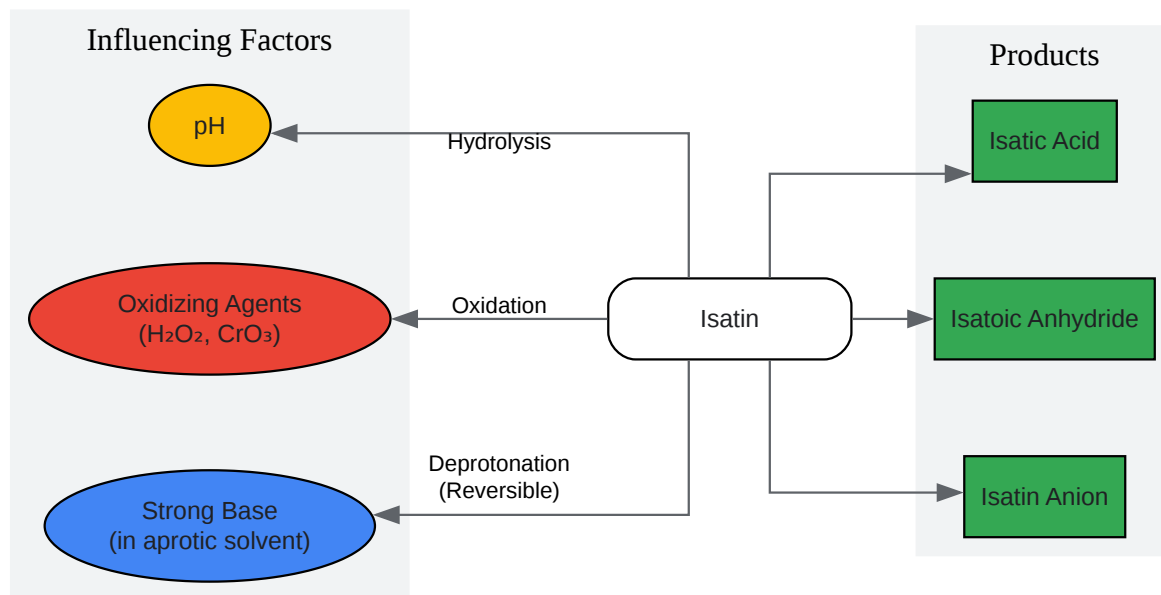 Influencing Factors
pH
Oxidizing Agents
(H₂O₂, CrO₃)
Strong Base
(in aprotic solvent)
Hydrolysis
Oxidation
Deprotonation
(Reversible)
Isatin
Products
Isatic Acid
Isatoic Anhydride
Isatin Anion